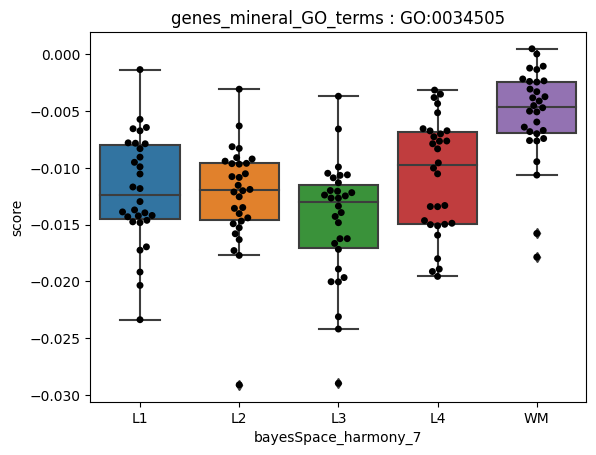 genes_mineral_GO_terms : GO:0034505
0.000
−0.005
−0.010
−0.015
−0.020
−0.025
−0.030
score
L1 L2 L3 L4 WM
bayesSpace_harmony_7